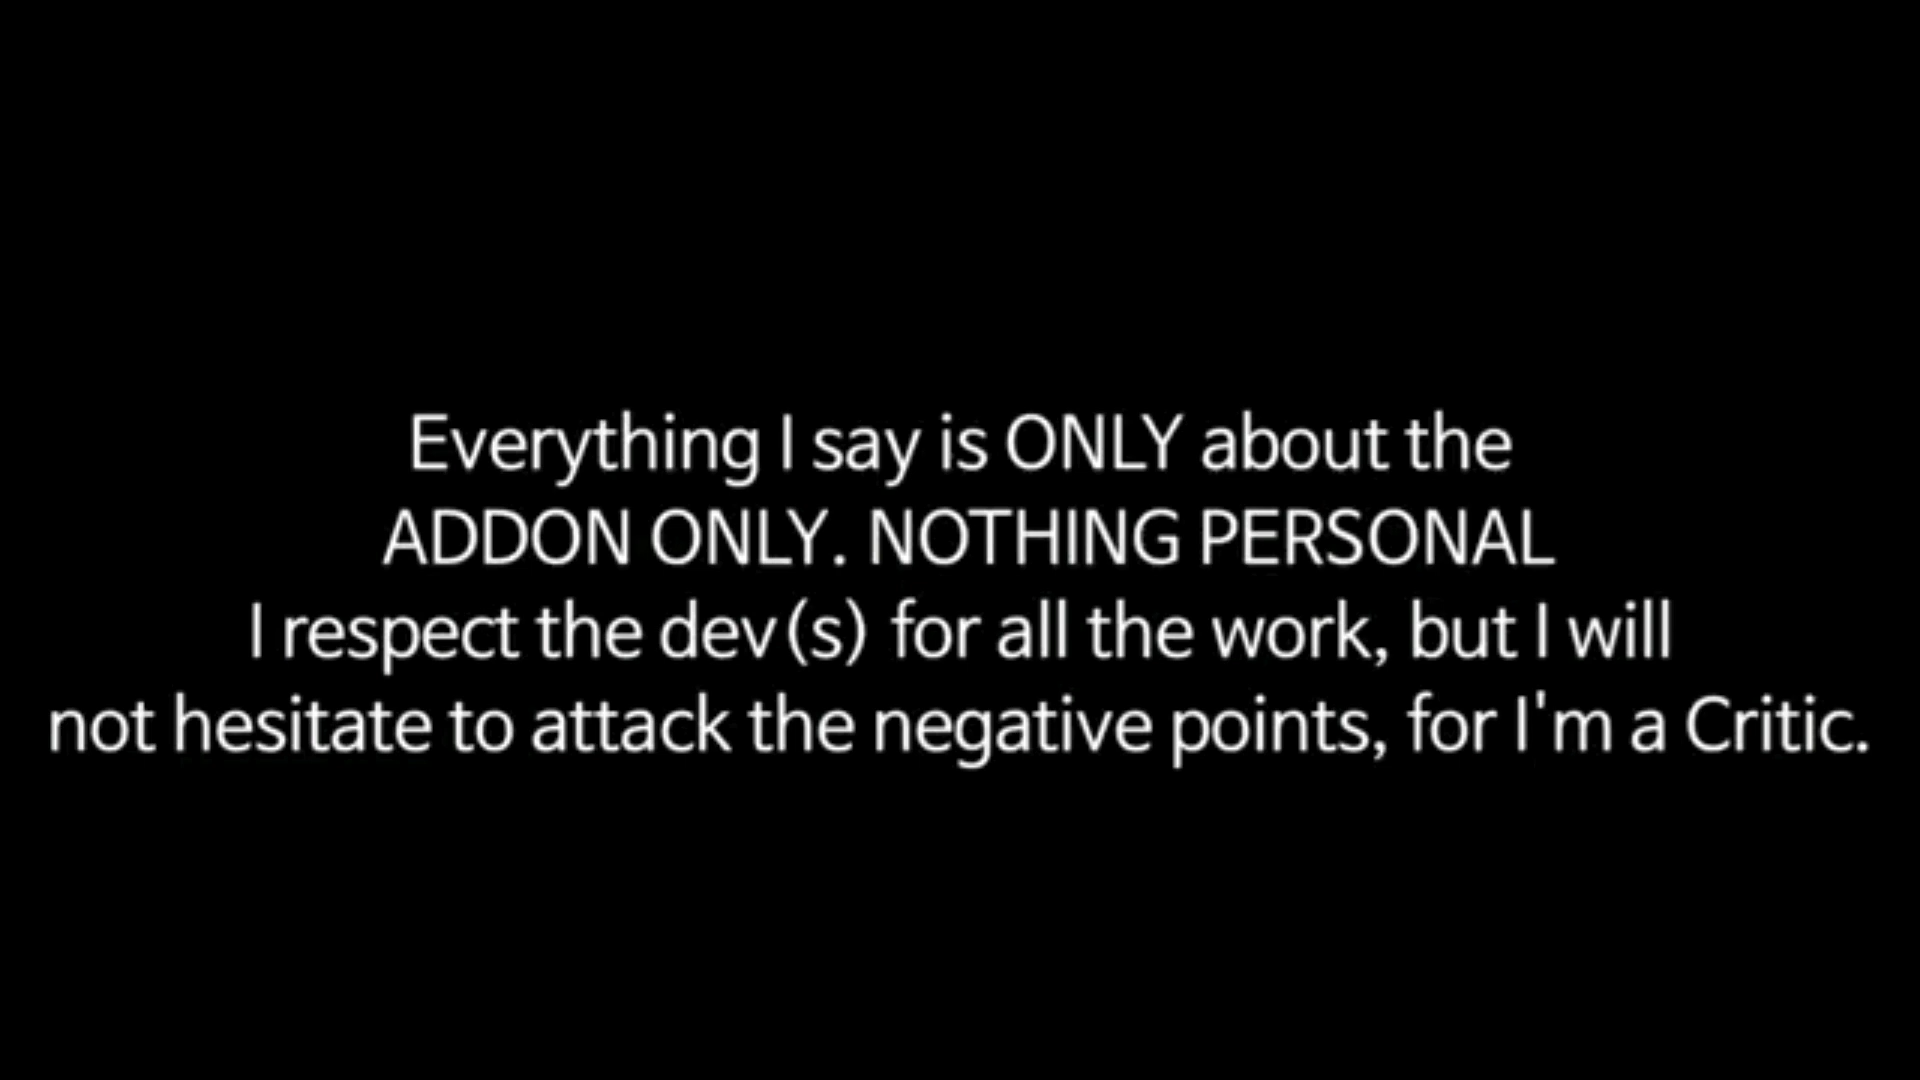 Everything I say is ONLY about the
ADDON ONLY. NOTHING PERSONAL
I respect the dev(s) for all the work, but I will
not hesitate to attack the negative points, for I'm a Critic.